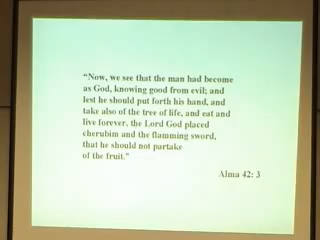 "Now, we see that the man had become
as God, knowing good from evil; and
lest he should put forth his hand, and
take also of the tree of life, and eat and
live forever, the Lord God placed
cherubim and the flamming sword,
that he should not partake
of the fruit."
Alma 42: 3